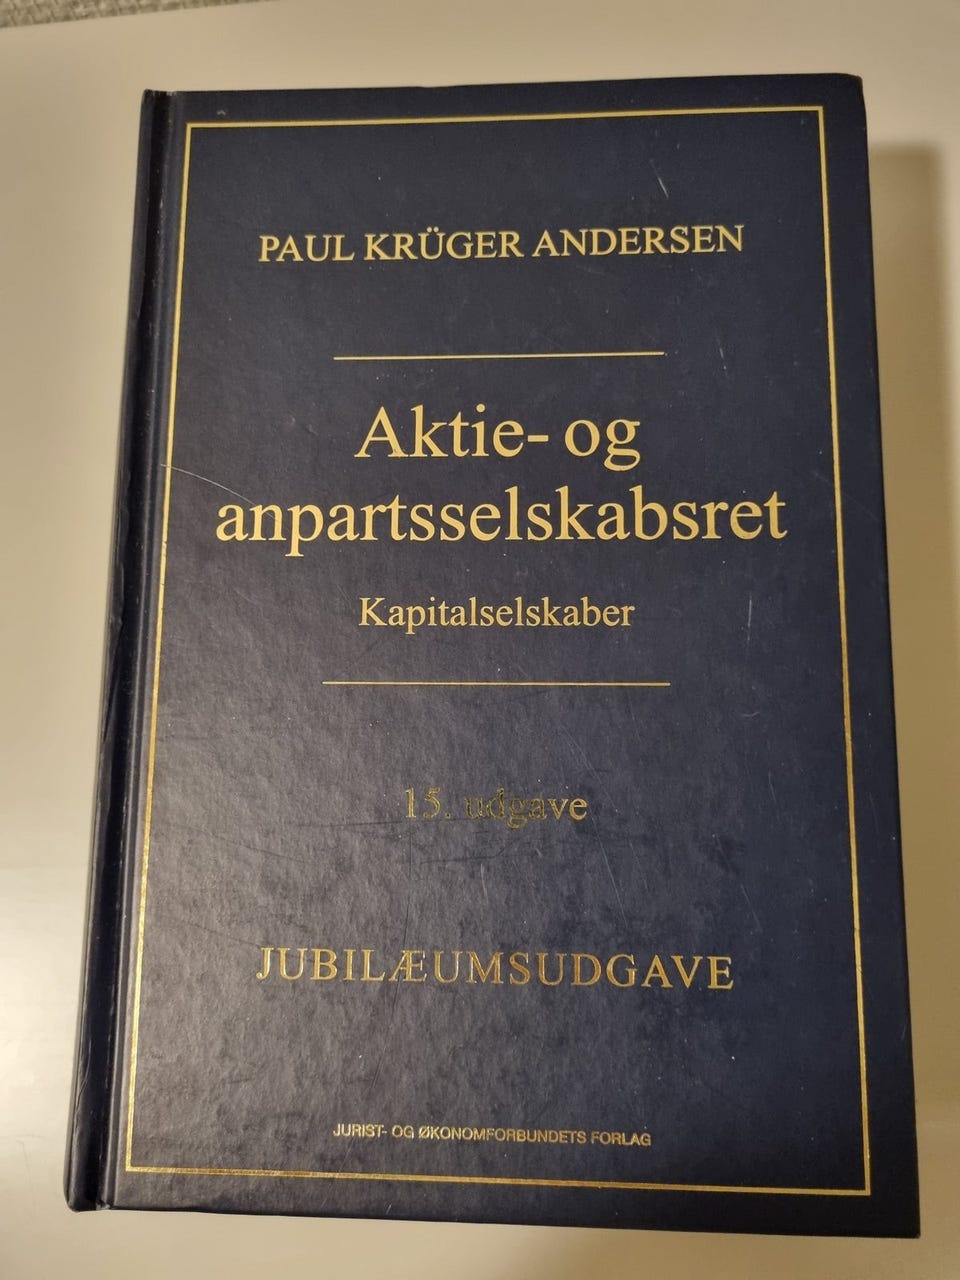 PAUL KRÜGER ANDERSEN
Aktie- og
anpartsselskabsret
Kapitalselskaber
15. udgave
JUBILÆUMSUDGAVE
JURIST- OG ØKONOMFORBUNDETS FORLAG